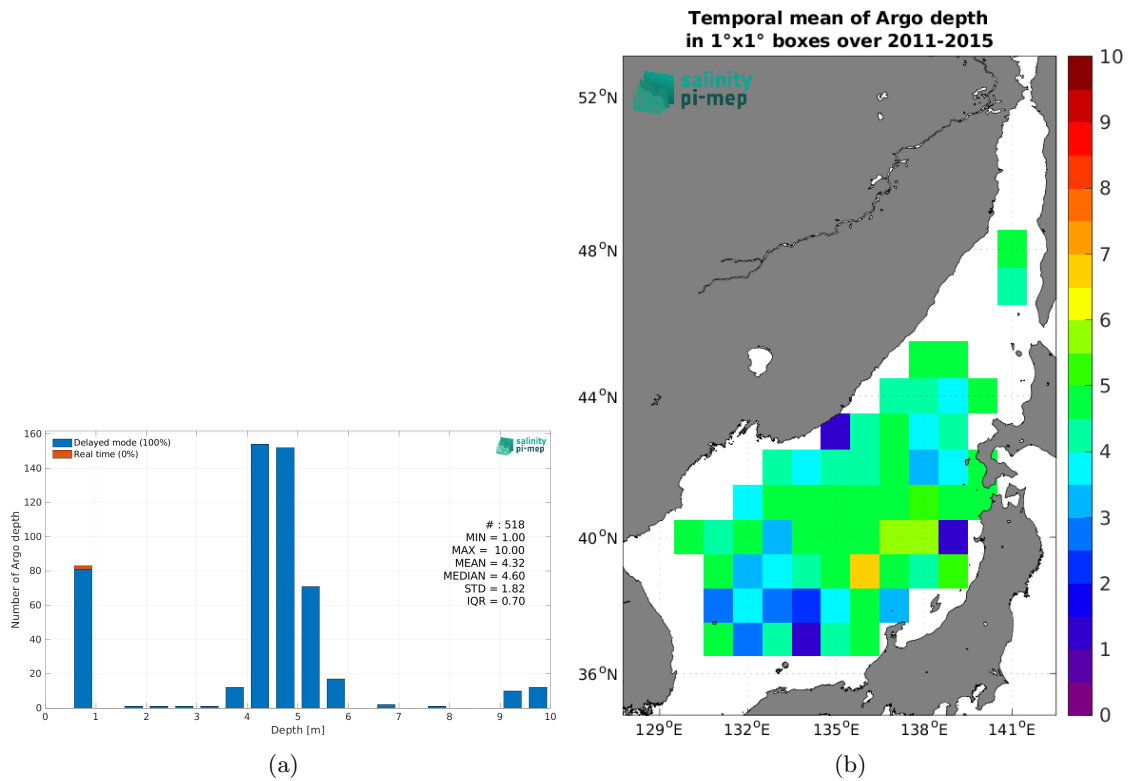 Temporal mean of Argo depth
in 1°x1° boxes over 2011-2015
salinity
pi-mep
52°N
48°N
44°N
40°N
36°N
129°E
132°E
135°E
138°E
141°E
10
9
8
7
6
5
4
3
2
1
0
Delayed mode (100%)
Real time (0%)
salinity
pi-mep
# : 518
MIN = 1.00
MAX = 10.00
MEAN = 4.32
MEDIAN = 4.60
STD = 1.82
IQR = 0.70
Number of Argo depth
160
140
120
100
80
60
40
20
0
0
1
2
3
4
5
6
7
8
9
10
Depth [m]
(a)
(b)